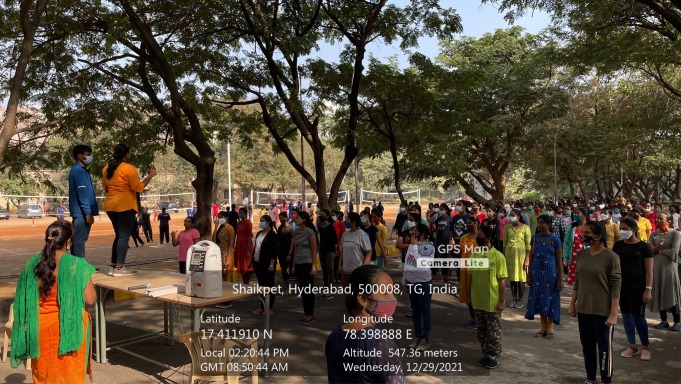 GPS Map
Camera Lite
Shaikpet, Hyderabad, 500008, TG, India
Latitude
17.411910 N
Longitude
78.398888 E
Local 02:20:44 PM
GMT 08:50:44 AM
Altitude 547.36 meters
Wednesday, 12/29/2021